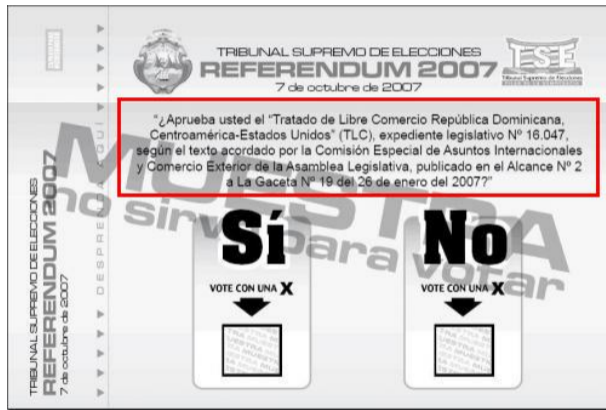 TRIBUNAL SUPREMO DE ELECCIONES
REFERENDUM 2007
7 de octubre de 2007
TSE
Tribunal Supremo de Elecciones
"¿Aprueba usted el "Tratado de Libre Comercio República Dominicana,
Centroamérica-Estados Unidos" (TLC), expediente legislativo Nº 16.047,
según el texto acordado por la Comisión Especial de Asuntos Internacionales
y Comercio Exterior de la Asamblea Legislativa, publicado en el Alcance Nº 2
a La Gaceta Nº 19 del 26 de enero del 2007?"
MUESTRA
no sirve para votar
Sí
No
VOTE CON UNA X
VOTE CON UNA X
DESPRENDA AQUÍ
TRIBUNAL SUPREMO DE ELECCIONES
REFERENDUM 2007
7 de octubre de 2007